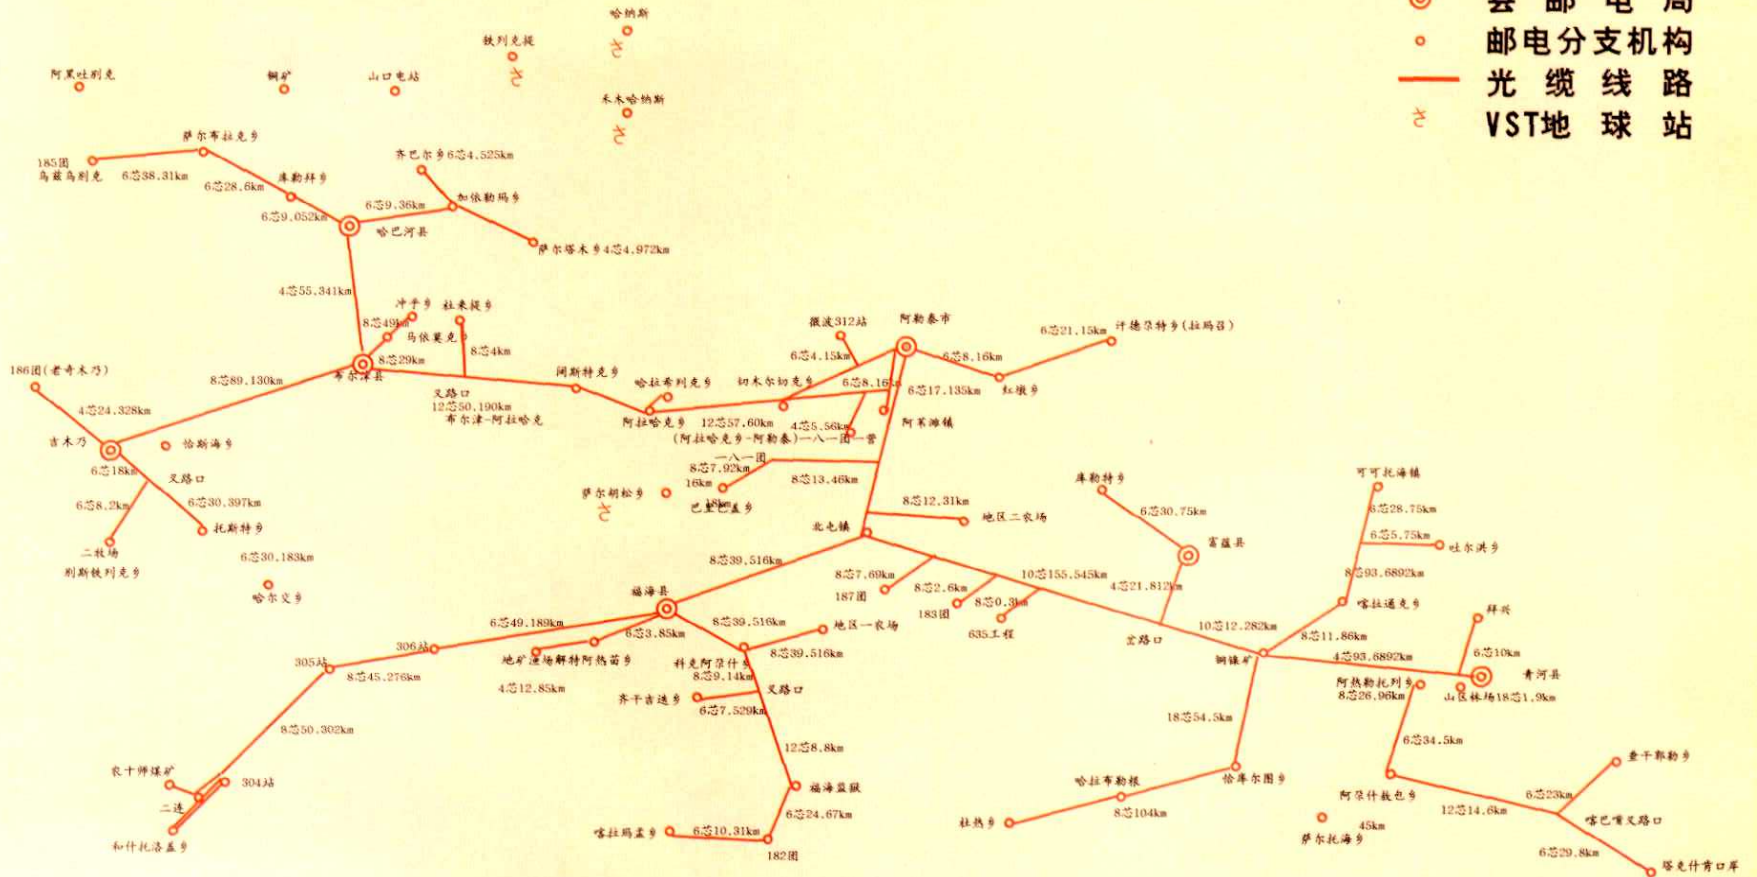 县邮电局
邮电分支机构
光缆线路
VST地球站
哈纳斯
铁列克提
阿黑吐别克
铜矿
山口电站
禾木哈纳斯
萨尔布拉克乡
185团
乌兹乌别克
6芯38.31km
6芯28.6km
库勒拜乡
6芯9.052km
齐巴尔乡6芯4.525km
6芯9.36km
加依勒玛乡
哈巴河县
萨尔塔木乡4芯4.972km
4芯55.341km
冲乎乡
杜来提乡
8芯49km
马依莫克
8芯29km
8芯4km
布尔津县
186团(老奇木乃)
8芯89.130km
4芯24.328km
吉木乃
恰斯海乡
6芯18km
叉路口
6芯8.2km
6芯30.397km
托斯特乡
二牧场
别斯铁列克乡
6芯30.183km
哈尔交乡
叉路口
12芯50.190km
布尔津-阿拉哈克
阔斯特克乡
哈拉希列克乡
阿拉哈克乡
12芯57.60km
切木尔切克乡
微波312站
阿勒泰市
6芯4.15km
6芯8.16km
6芯8.16km
6芯21.15km
汗德尕特乡(拉玛召)
红墩乡
6芯17.135km
阿苇滩镇
4芯5.56km
(阿拉哈克乡-阿勒泰)一八一团一营
一八一团
8芯7.92km
16km
18km
巴里巴盖乡
萨尔胡松乡
8芯13.46km
8芯12.31km
地区二农场
北屯镇
8芯39.516km
福海县
8芯7.69km
187团
8芯2.6km
183团
8芯0.3km
635工程
10芯155.545km
库勒特乡
6芯30.75km
富蕴县
4芯21.812km
岔路口
10芯12.282km
铜镍矿
可可托海镇
6芯28.75km
6芯5.75km
吐尔洪乡
8芯93.6892km
喀拉通克乡
8芯11.86km
拜兴
6芯10km
4芯93.6892km
青河县
阿热勒托列乡
8芯26.96km
山区林场18芯1.9km
6芯34.5km
阿尕什敖包乡
12芯14.6km
查干郭勒乡
6芯23km
喀巴嘴叉路口
6芯29.8km
塔克什肯口岸
45km
萨尔托海乡
18芯54.5km
恰库尔图乡
哈拉布勒根
8芯104km
杜热乡
6芯49.189km
306站
305站
8芯45.276km
8芯50.302km
304站
农十师煤矿
二连
和什托洛盖乡
6芯3.85km
地矿渔场解特阿热苗乡
4芯12.85km
8芯39.516km
地区一农场
8芯39.516km
科克阿尕什乡
8芯9.14km
叉路口
齐干吉迭乡
6芯7.529km
12芯8.8km
福海监狱
6芯24.67km
182团
6芯10.31km
喀拉玛盖乡